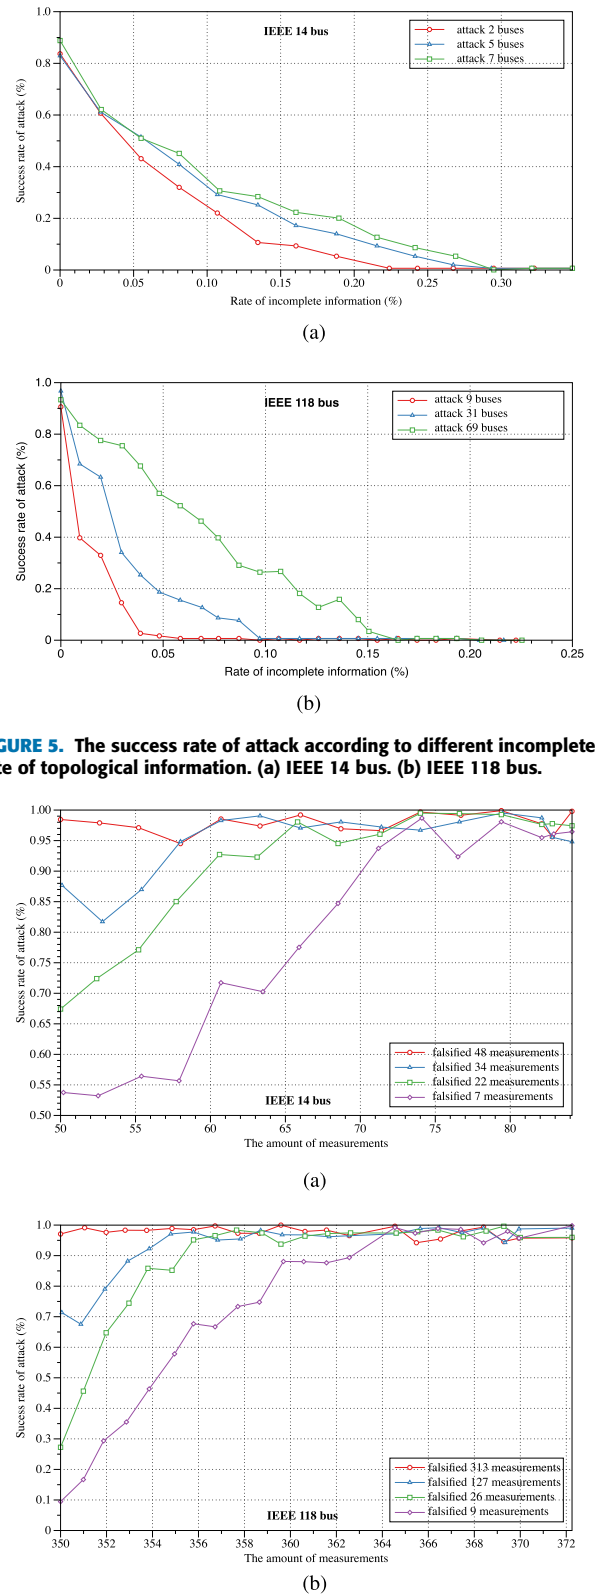 1.0
IEEE 14 bus
attack 2 buses
attack 5 buses
attack 7 buses
0.8
0.6
0.4
0.2
0
Success rate of attack (%)
0 0.05 0.10 0.15 0.20 0.25 0.30
Rate of incomplete information (%)
(a)
1.0
IEEE 118 bus
attack 9 buses
attack 31 buses
attack 69 buses
0.8
0.6
0.4
0.2
0
Success rate of attack (%)
0 0.05 0.10 0.15 0.20 0.25
Rate of incomplete information (%)
(b)
GURE 5. The success rate of attack according to different incomplete
te of topological information. (a) IEEE 14 bus. (b) IEEE 118 bus.
1.00
0.95
0.90
0.85
0.80
0.75
0.70
0.65
0.60
0.55
0.50
Sucess rate of attack (%)
falsified 48 measurements
falsified 34 measurements
falsified 22 measurements
falsified 7 measurements
IEEE 14 bus
50 55 60 65 70 75 80
The amount of measurements
(a)
1.0
0.9
0.8
0.7
0.6
0.5
0.4
0.3
0.2
0.1
0
Sucess rate of attack (%)
falsified 313 measurements
falsified 127 measurements
falsified 26 measurements
falsified 9 measurements
IEEE 118 bus
350 352 354 356 358 360 362 364 366 368 370 372
The amount of measurements
(b)